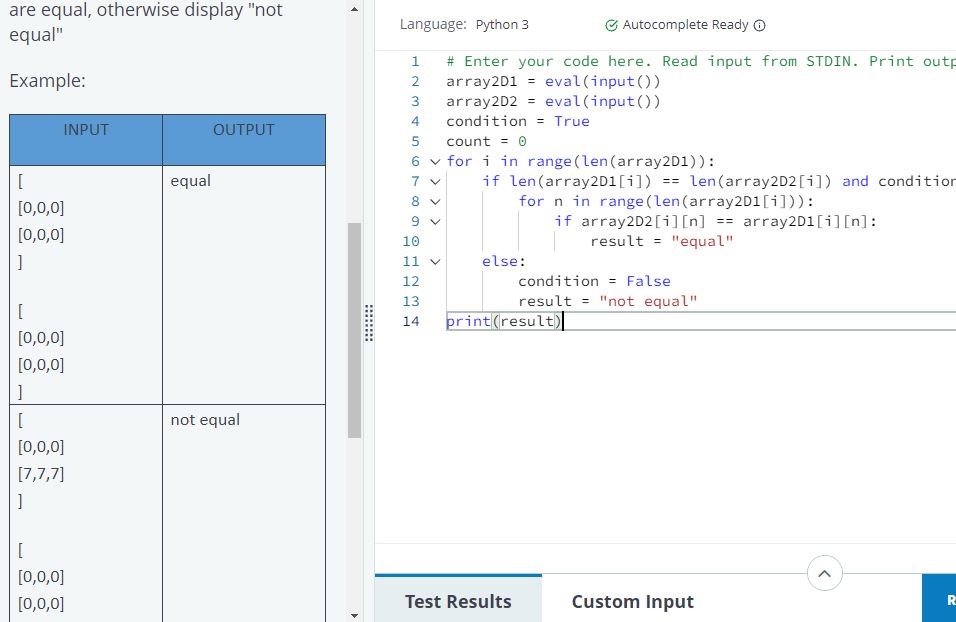 are equal, otherwise display "not
equal"
Example:
INPUT OUTPUT
[ equal
[0,0,0]
[0,0,0]
]
[
[0,0,0]
[0,0,0]
]
[ not equal
[0,0,0]
[7,7,7]
]
[
[0,0,0]
[0,0,0]
Language: Python 3 Autocomplete Ready
1 # Enter your code here. Read input from STDIN. Print outp
2 array2D1 = eval(input())
3 array2D2 = eval(input())
4 condition = True
5 count = 0
6 for i in range(len(array2D1)):
7 if len(array2D1[i]) == len(array2D2[i]) and condition
8 for n in range(len(array2D1[i])):
9 if array2D2[i][n] == array2D1[i][n]:
10 result = "equal"
11 else:
12 condition = False
13 result = "not equal"
14 print(result)
Test Results Custom Input R